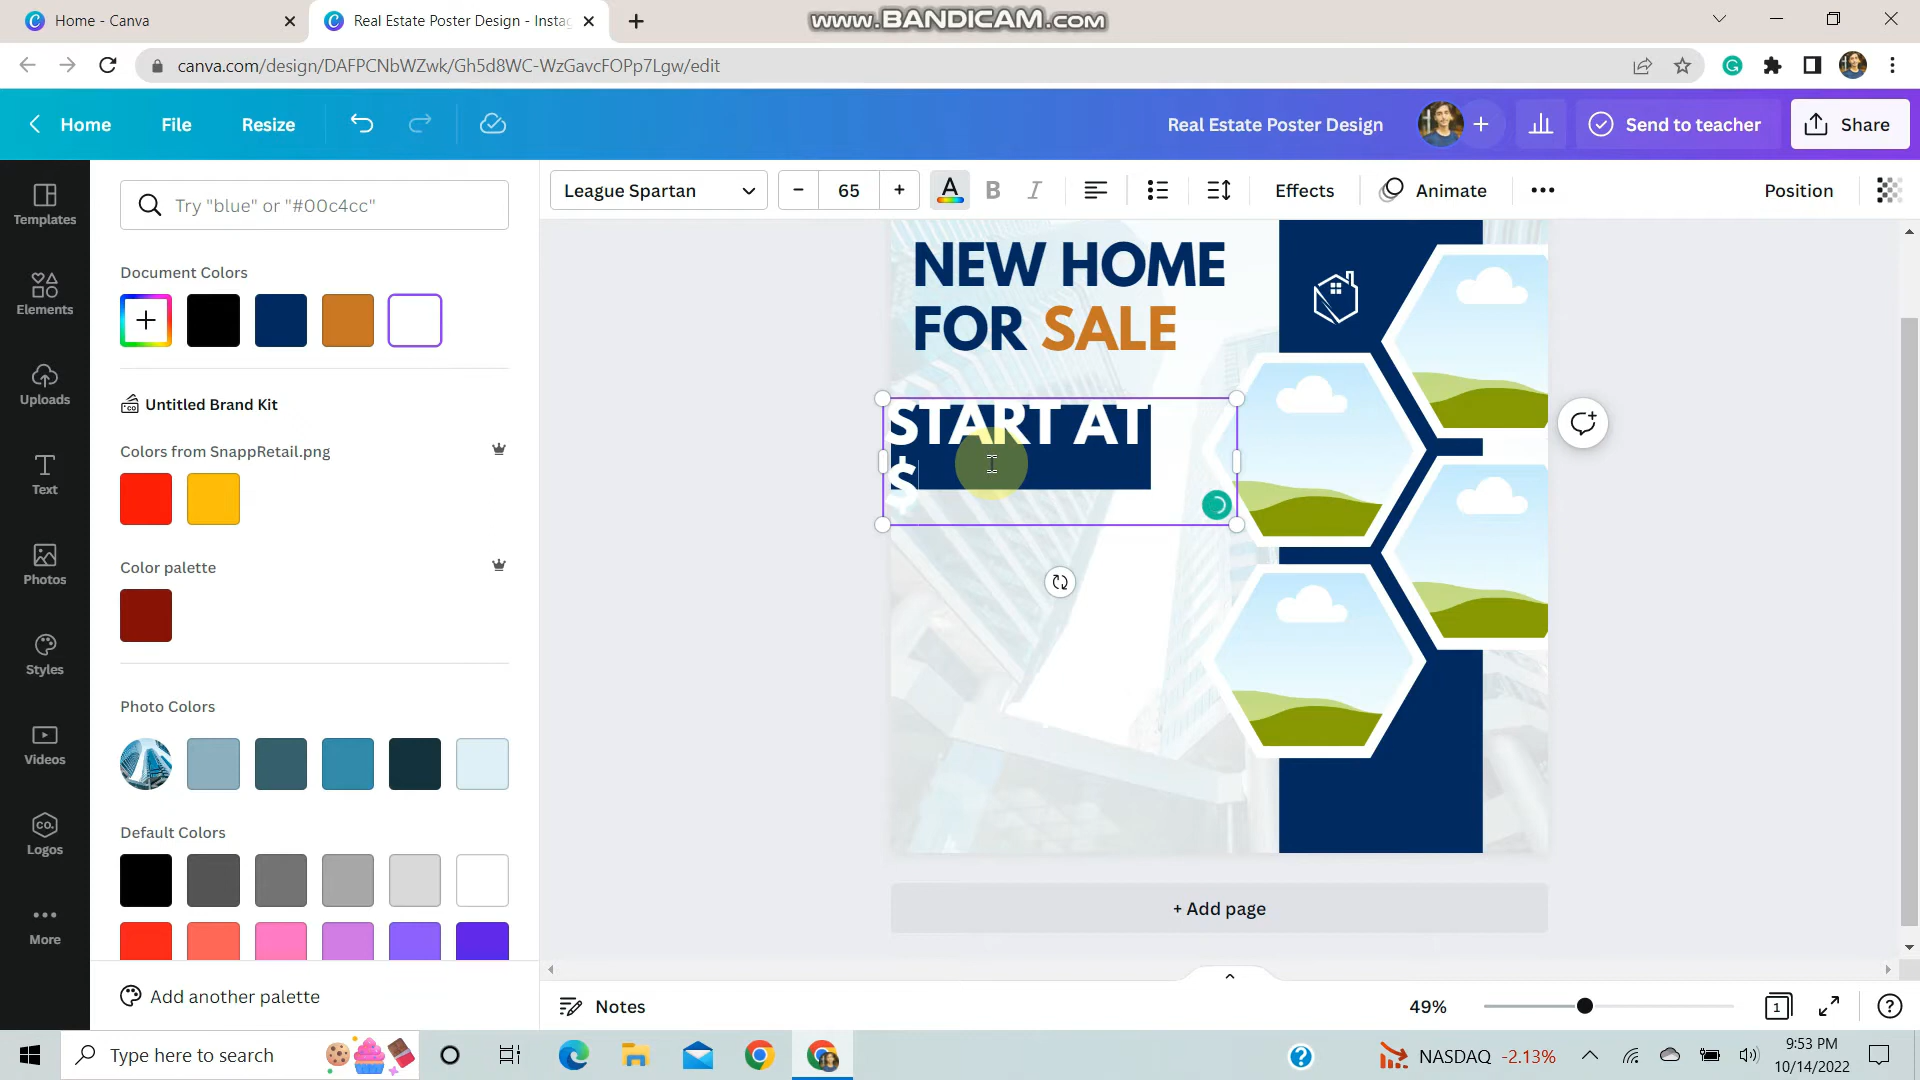 Home - Canva
Real Estate Poster Design - Insta
www.BANDICAM.com
canva.com/design/DAFPCNbWZwk/Gh5d8WC-WzGavcFOPp7Lgw/edit
Home
File
Resize
Real Estate Poster Design
Send to teacher
Share
Templates
Elements
Uploads
Text
Photos
Styles
Videos
CO.
Logos
More
Try "blue" or "#00c4cc"
Document Colors
Untitled Brand Kit
Colors from SnappRetail.png
Color palette
Photo Colors
Default Colors
Add another palette
League Spartan
65
A
B
I
Effects
Animate
Position
NEW HOME
FOR SALE
START AT
$
+ Add page
Notes
49%
1
Type here to search
NASDAQ -2.13%
9:53 PM
10/14/2022